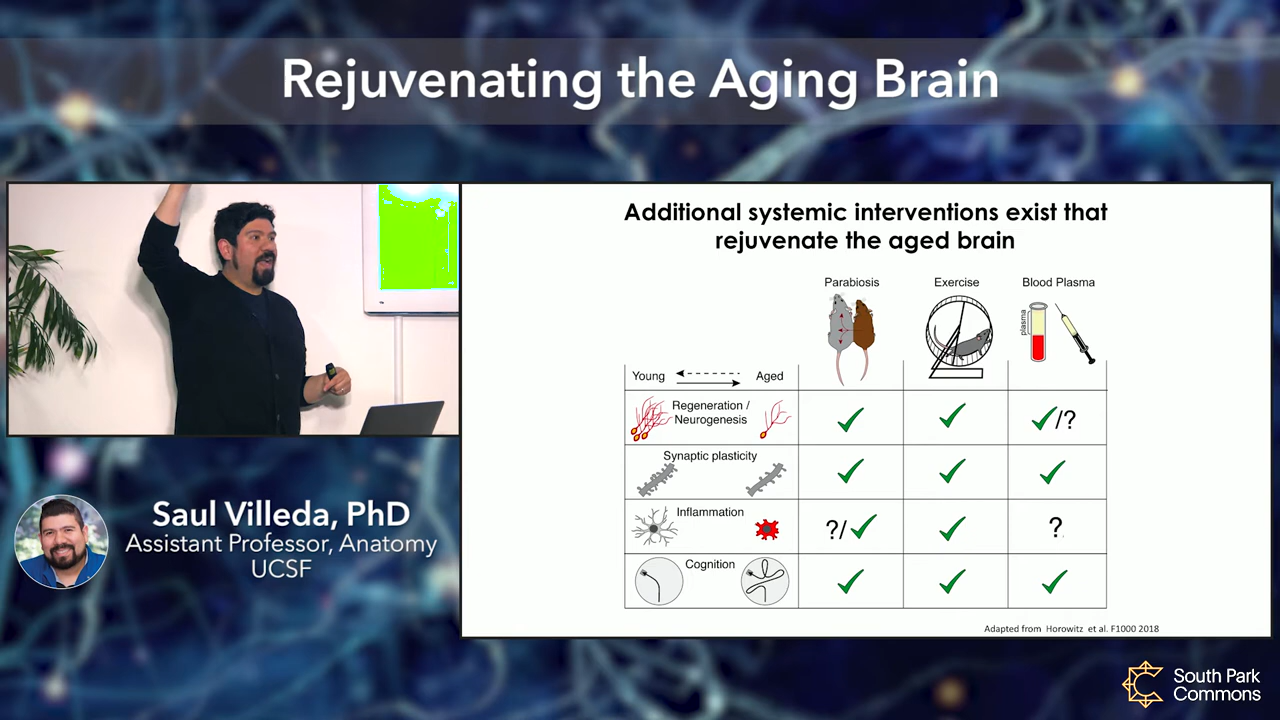 Rejuvenating the Aging Brain
Additional systemic interventions exist that
rejuvenate the aged brain
Parabiosis Exercise Blood Plasma
plasma
Young Aged
Regeneration /
Neurogenesis
/?
Synaptic plasticity
Inflammation
?/
?
Cognition
Adapted from Horowitz et al. F1000 2018
Saul Villeda, PhD
Assistant Professor, Anatomy
UCSF
South Park
Commons